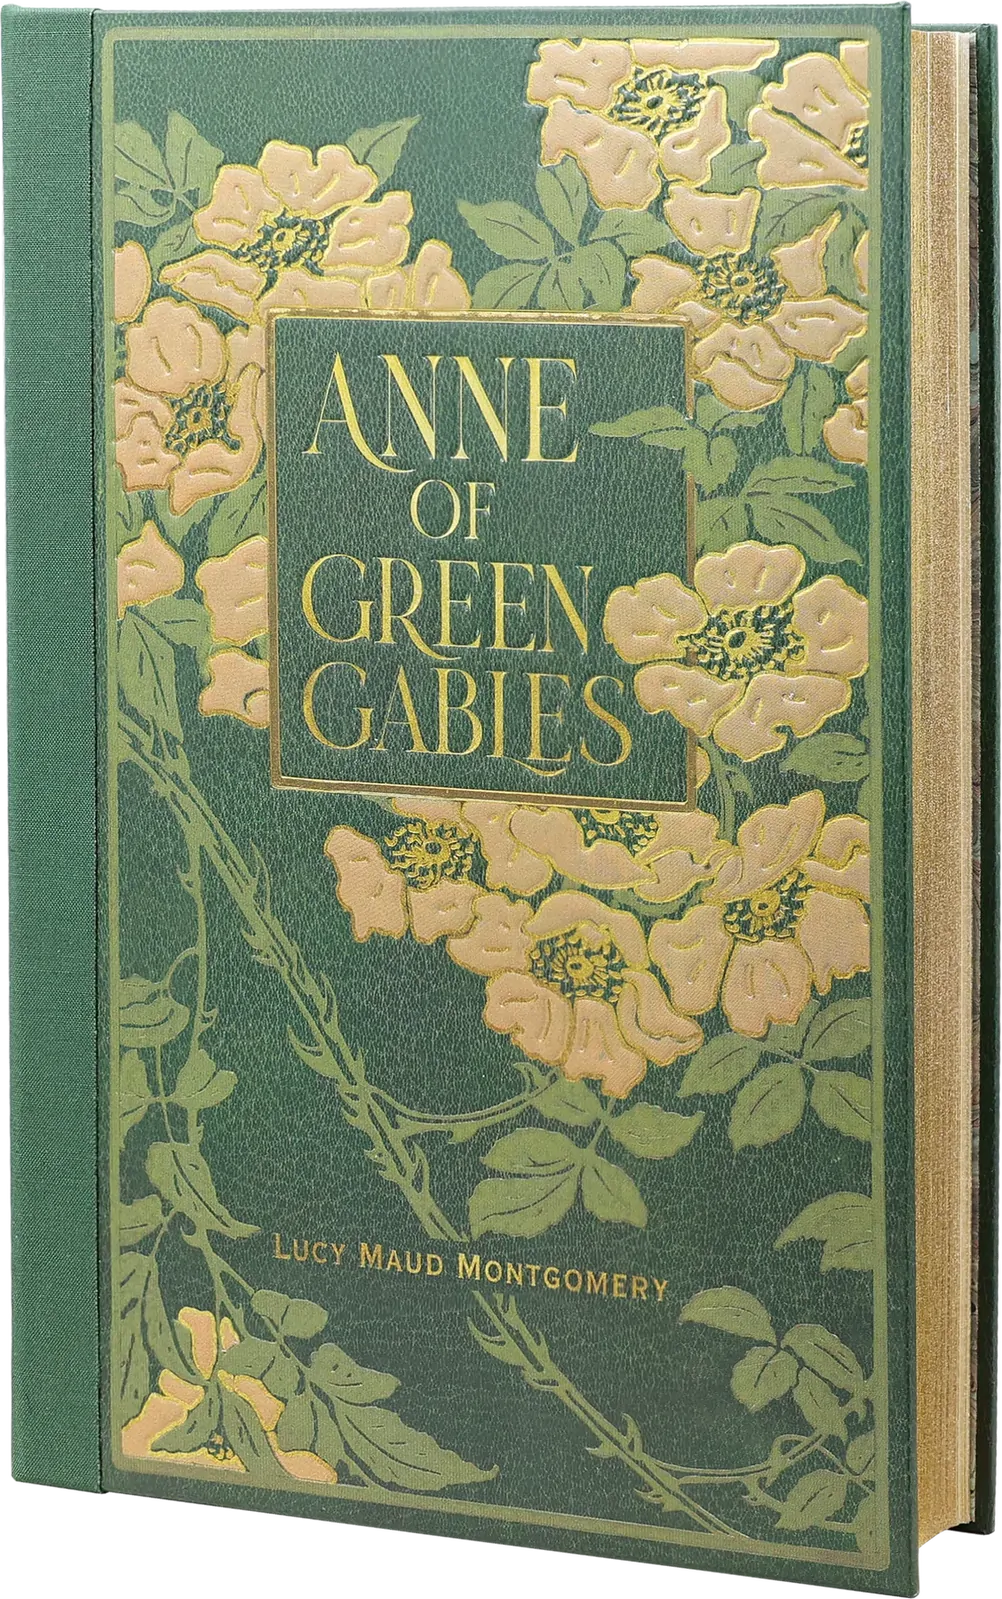 ANNE
OF
GREEN
GABLES
LUCY MAUD MONTGOMERY